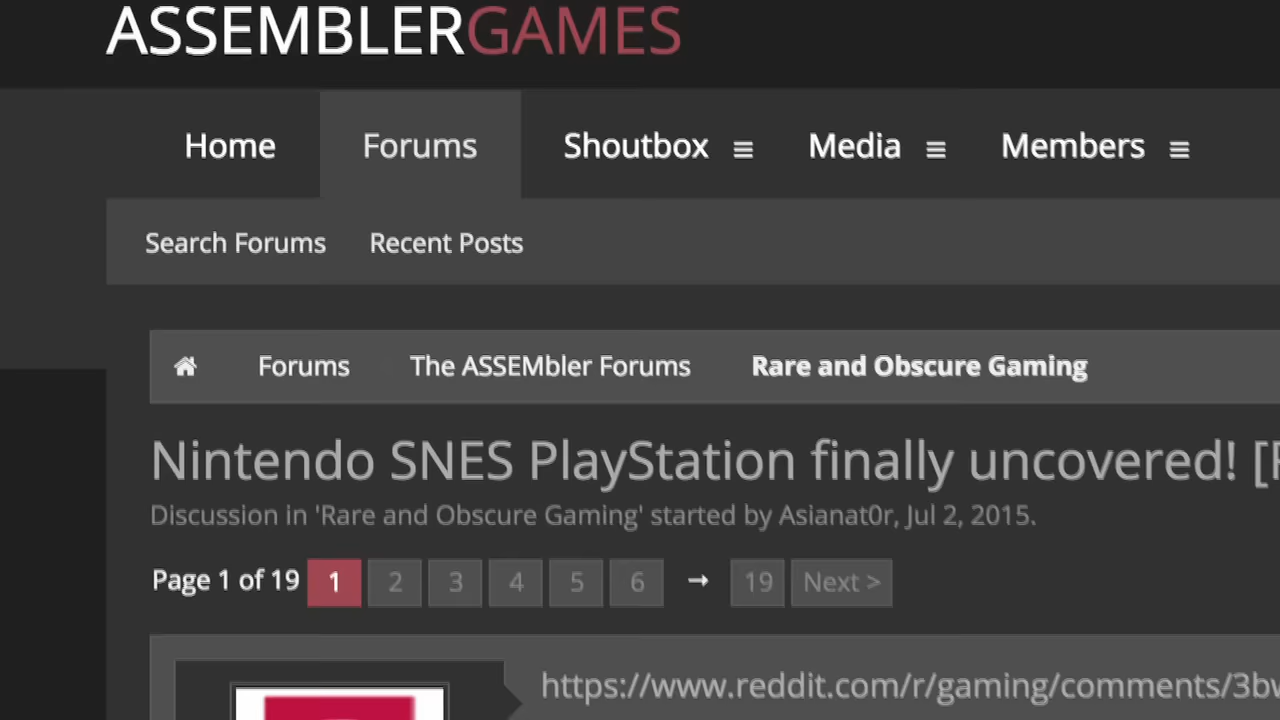 ASSEMBLERGAMES
Home Forums Shoutbox Media Members
Search Forums Recent Posts
Forums The ASSEMbler Forums Rare and Obscure Gaming
Nintendo SNES PlayStation finally uncovered! [
Discussion in 'Rare and Obscure Gaming' started by Asianat0r, Jul 2, 2015.
Page 1 of 19 1 2 3 4 5 6 → 19 Next >
https://www.reddit.com/r/gaming/comments/3bv